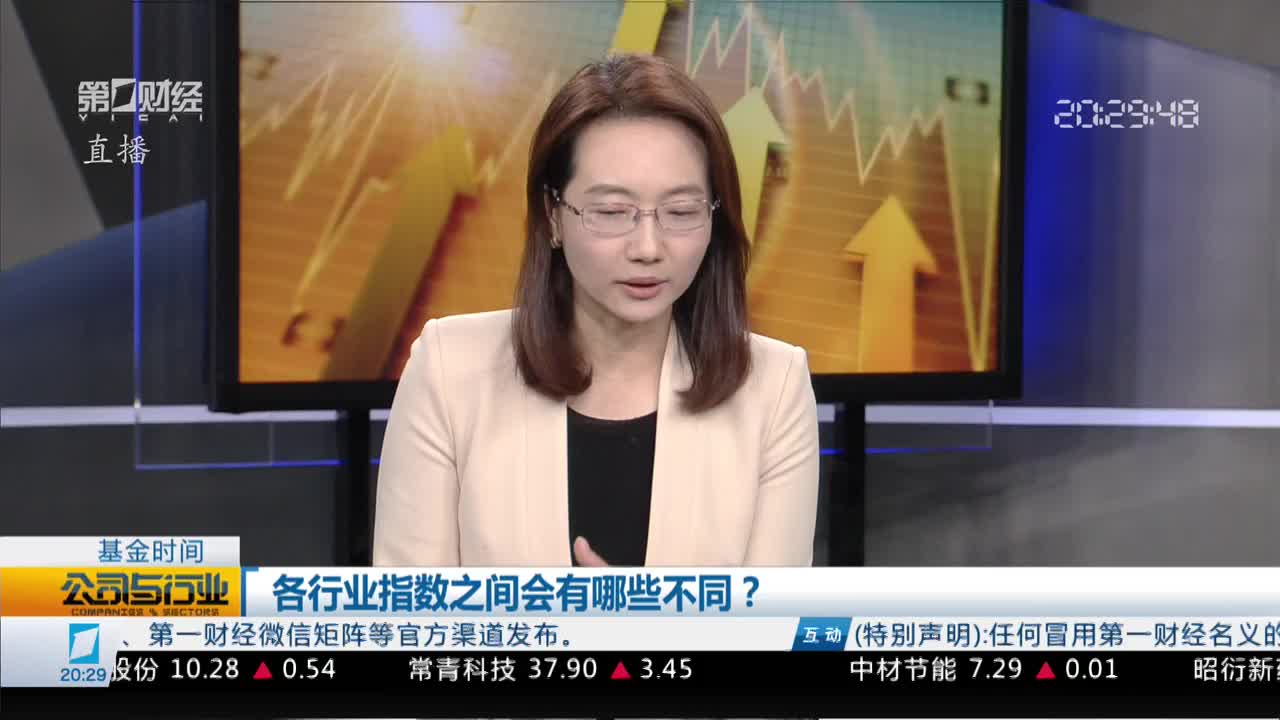 第一财经
YICAI
直播
20:29:48
基金时间
公司与行业
COMPANIES & SECTORS
各行业指数之间会有哪些不同？
、第一财经微信矩阵等官方渠道发布。
互动
(特别声明):任何冒用第一财经名义的
20:29
股份 10.28 ▲ 0.54 常青科技 37.90 ▲ 3.45 中材节能 7.29 ▲ 0.01 昭衍新